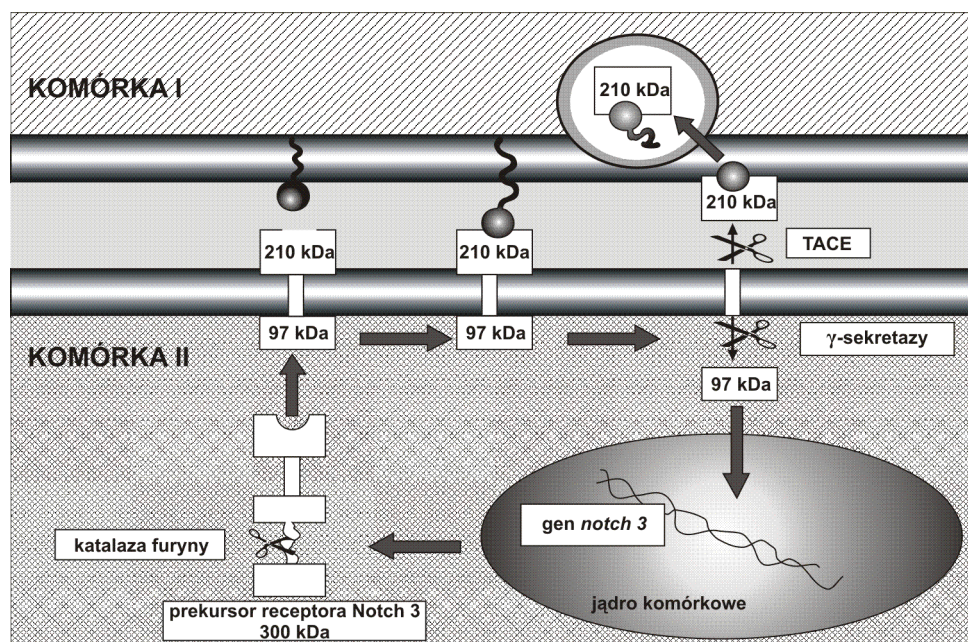 KOMÓRKA I
210 kDa
210 kDa
210 kDa
210 kDa
TACE
97 kDa
97 kDa
γ-sekretazy
KOMÓRKA II
97 kDa
gen notch 3
katalaza furyny
jądro komórkowe
prekursor receptora Notch 3
300 kDa